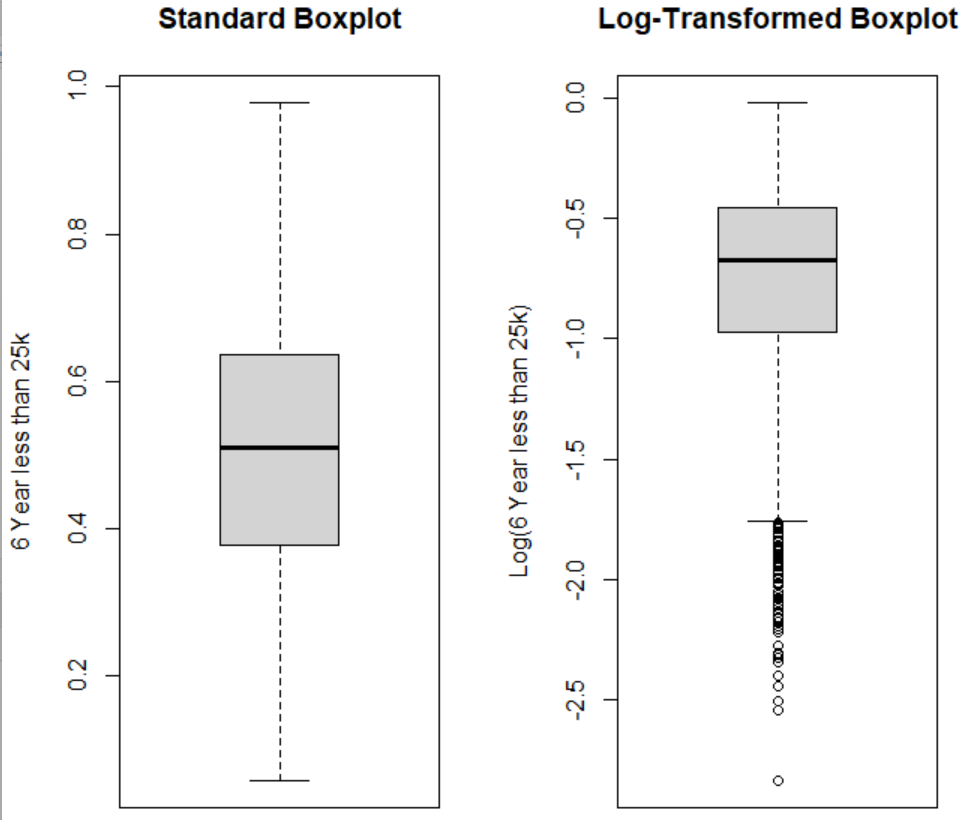 Standard Boxplot
6 Year less than 25k
1.0
0.8
0.6
0.4
0.2
Log-Transformed Boxplot
Log(6 Year less than 25k)
0.0
-0.5
-1.0
-1.5
-2.0
-2.5